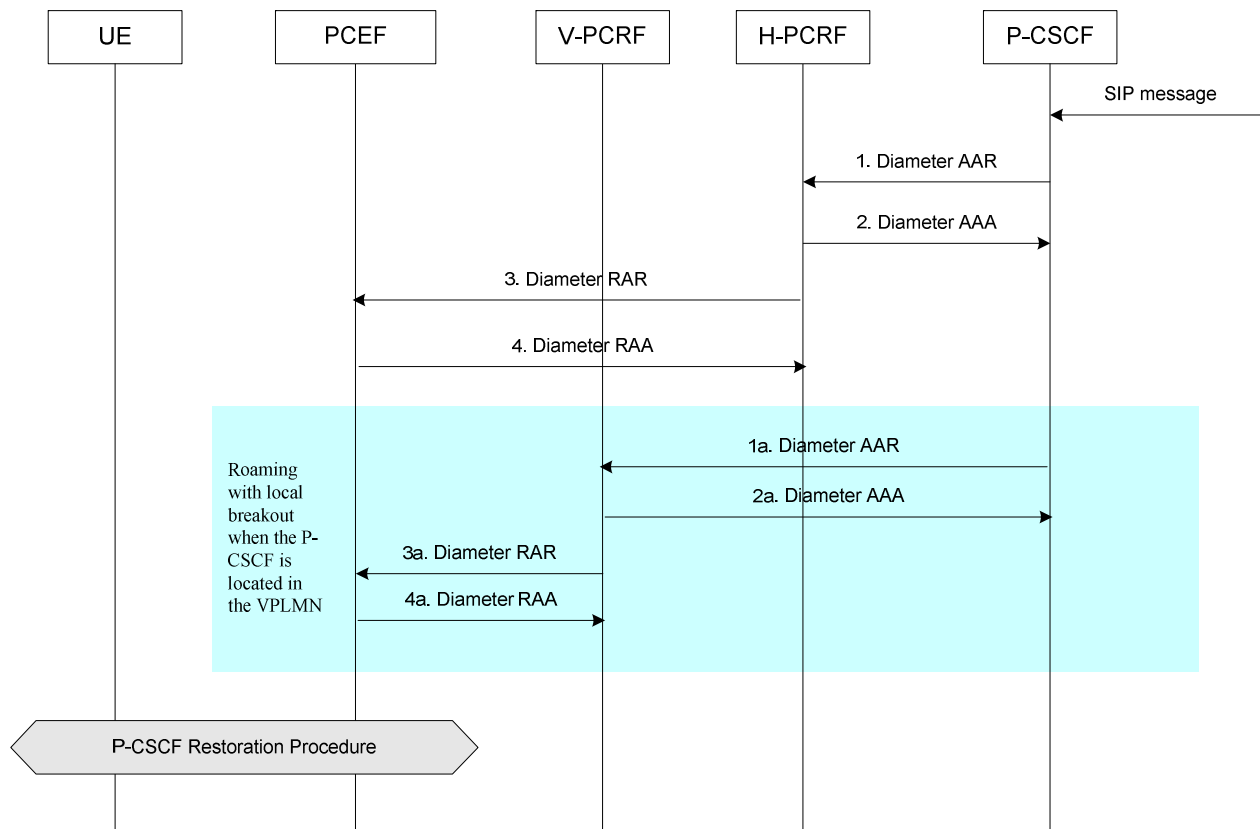 UE
PCEF
V-PCRF
H-PCRF
P-CSCF
SIP message
1. Diameter AAR
2. Diameter AAA
3. Diameter RAR
4. Diameter RAA
1a. Diameter AAR
2a. Diameter AAA
3a. Diameter RAR
4a. Diameter RAA
Roaming
with local
breakout
when the P-
CSCF is
located in
the VPLMN
P-CSCF Restoration Procedure